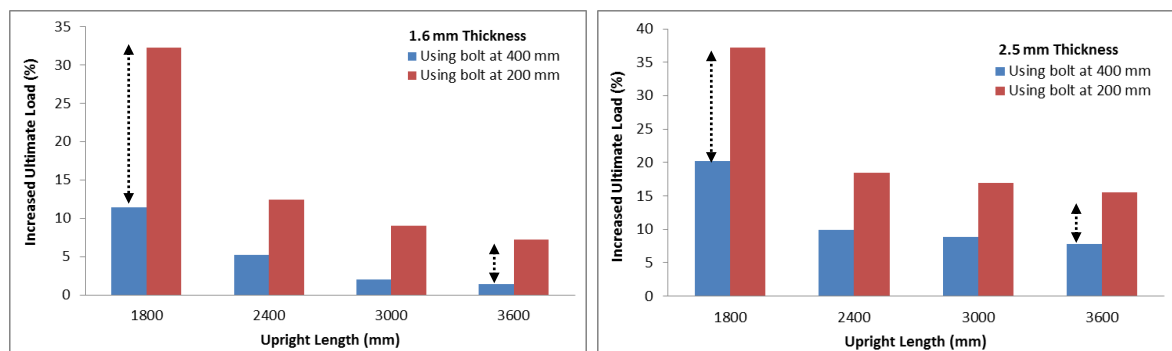 35
30
25
20
15
10
5
0
Increased Ultimate Load (%)
1.6 mm Thickness
Using bolt at 400 mm
Using bolt at 200 mm
1800 2400 3000 3600
Upright Length (mm)
40
35
30
25
20
15
10
5
0
Increased Ultimate Load (%)
2.5 mm Thickness
Using bolt at 400 mm
Using bolt at 200 mm
1800 2400 3000 3600
Upright Length (mm)